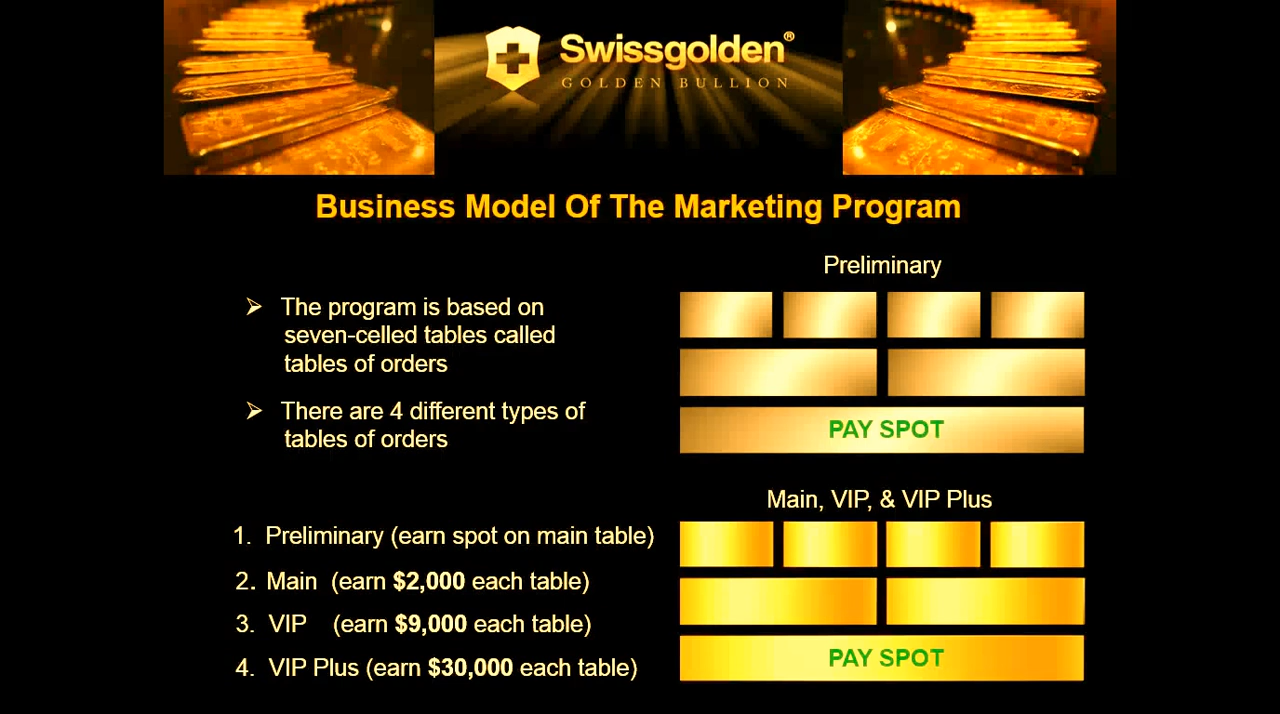 Swissgolden®
GOLDEN BULLION
Business Model Of The Marketing Program
➢ The program is based on
seven-celled tables called
tables of orders
➢ There are 4 different types of
tables of orders
1. Preliminary (earn spot on main table)
2. Main (earn $2,000 each table)
3. VIP (earn $9,000 each table)
4. VIP Plus (earn $30,000 each table)
Preliminary
PAY SPOT
Main, VIP, & VIP Plus
PAY SPOT